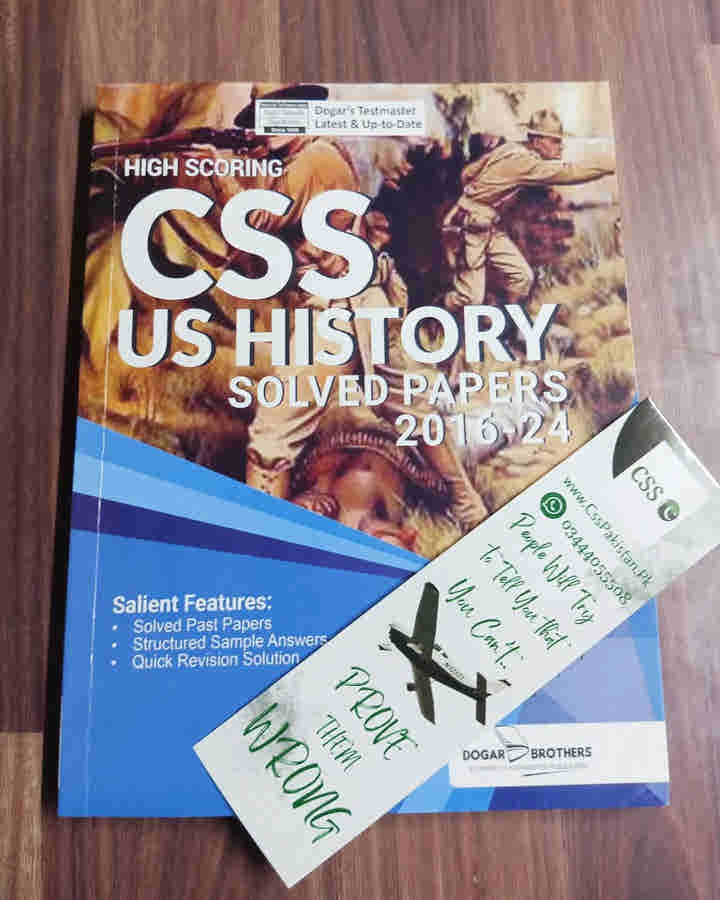 Dogar's Testmaster
Latest & Up-to-Date
HIGH SCORING
CSS
US HISTORY
SOLVED PAPERS
2016-24
Salient Features:
• Solved Past Papers
• Structured Sample Answers
• Quick Revision Solution
DOGAR BROTHERS
CSS
www.CssPakistan.Pk
03444055508
People Will Try
to Tell You that
You Can't..
PROVE
THEM
WRONG